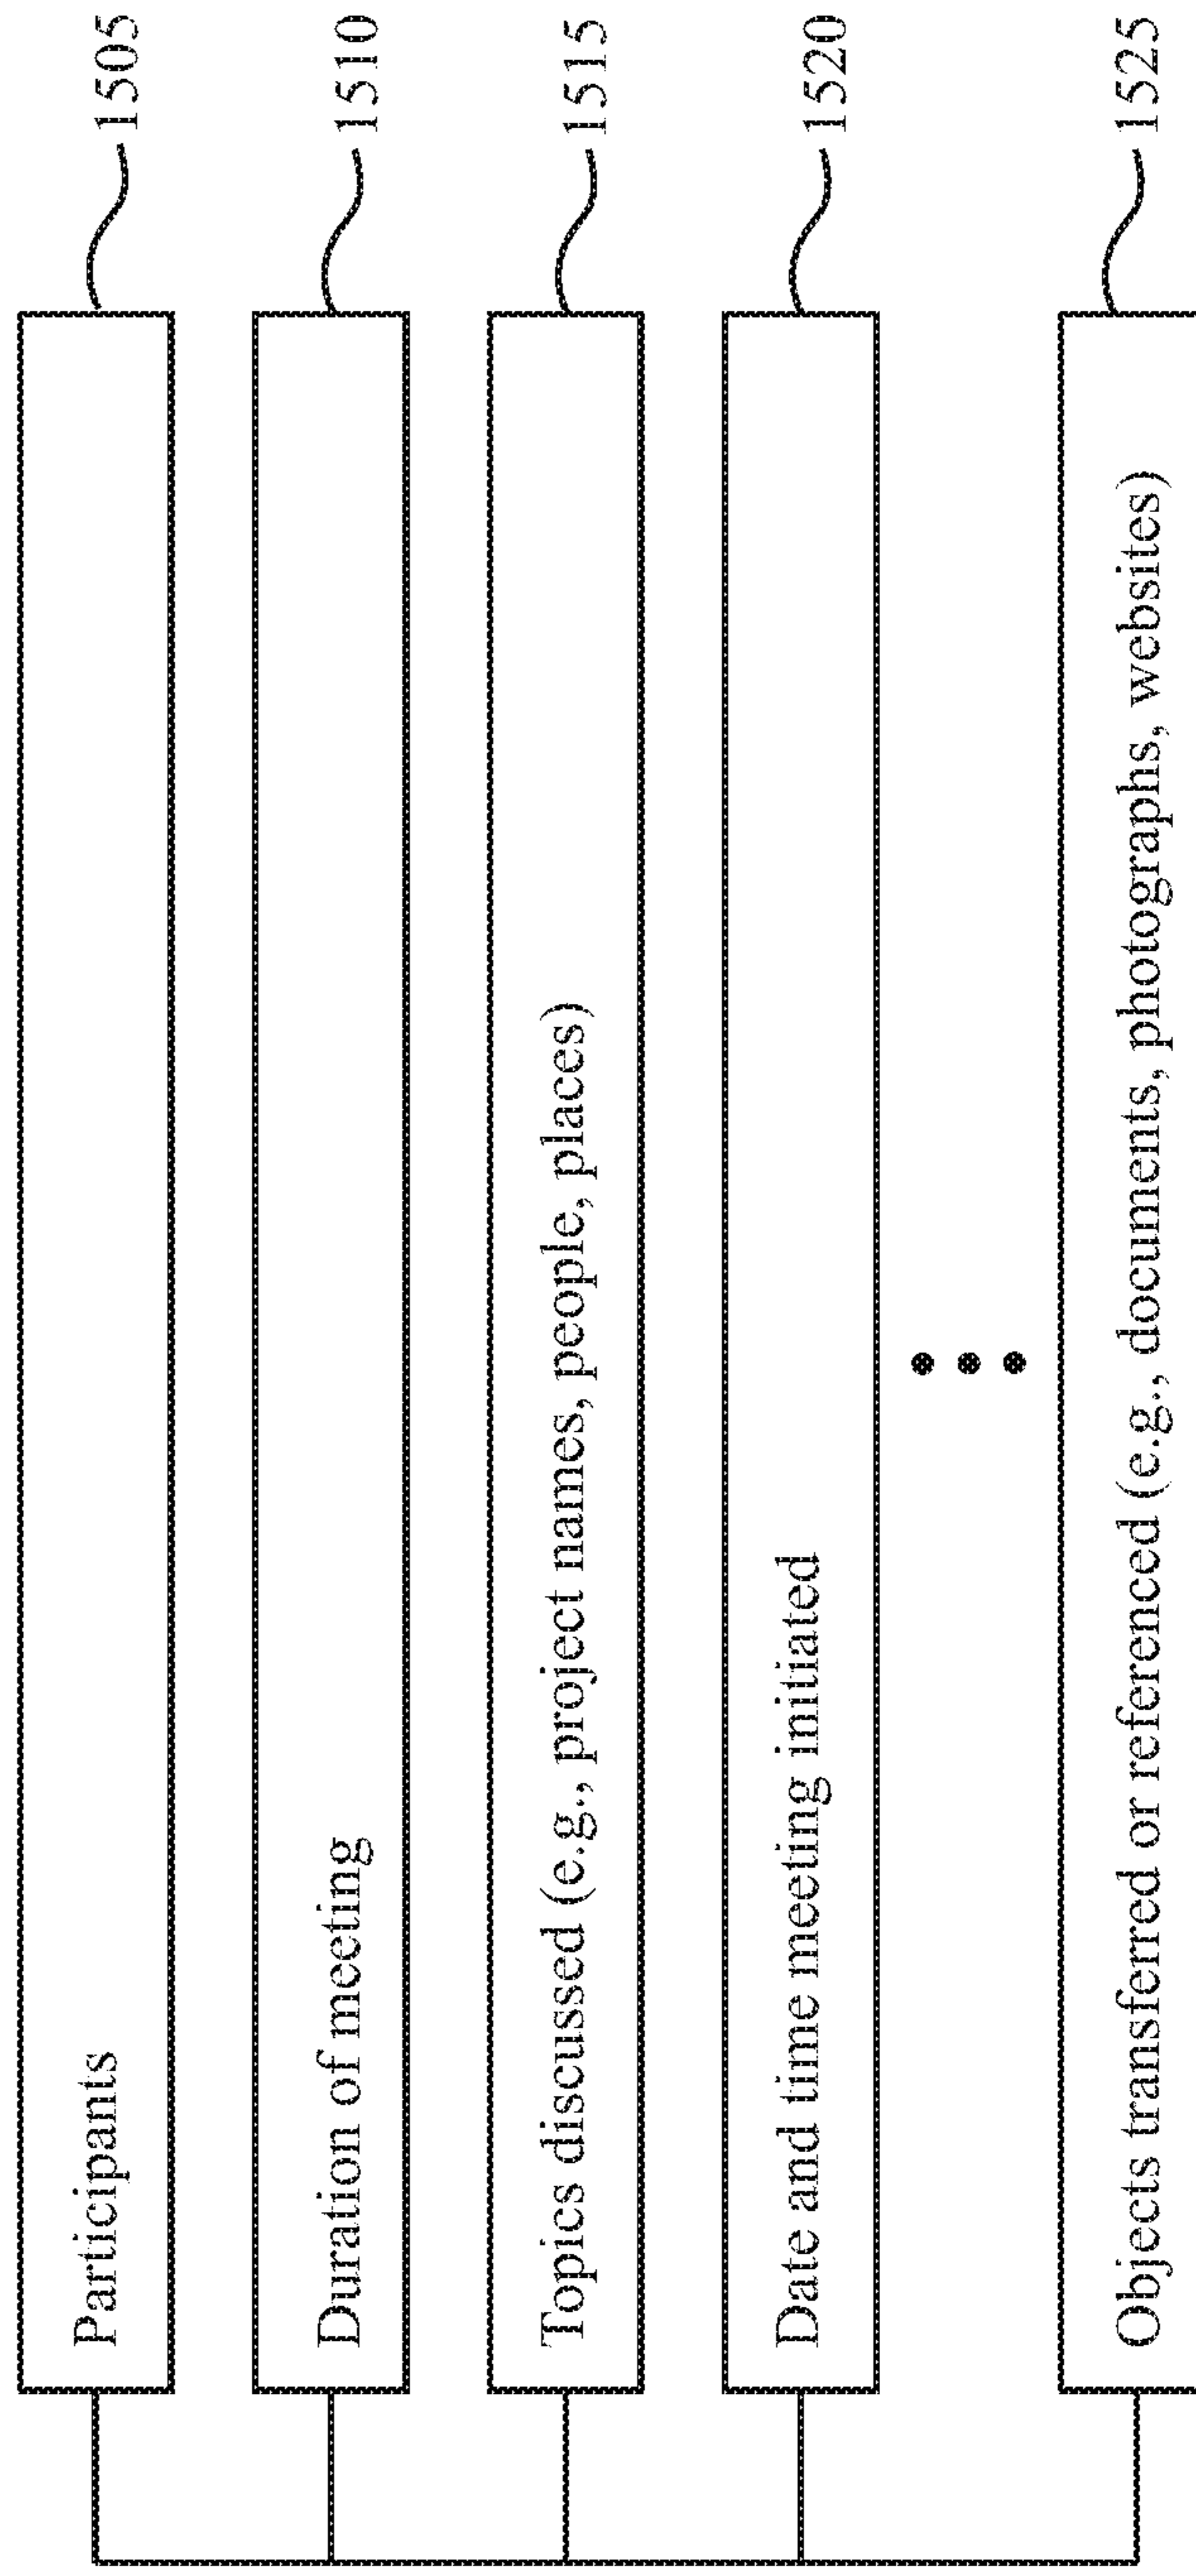 Participants 1505
Duration of meeting 1510
Topics discussed (e.g., project names, people, places) 1515
Date and time meeting initiated 1520
Objects transferred or referenced (e.g., documents, photographs, websites) 1525